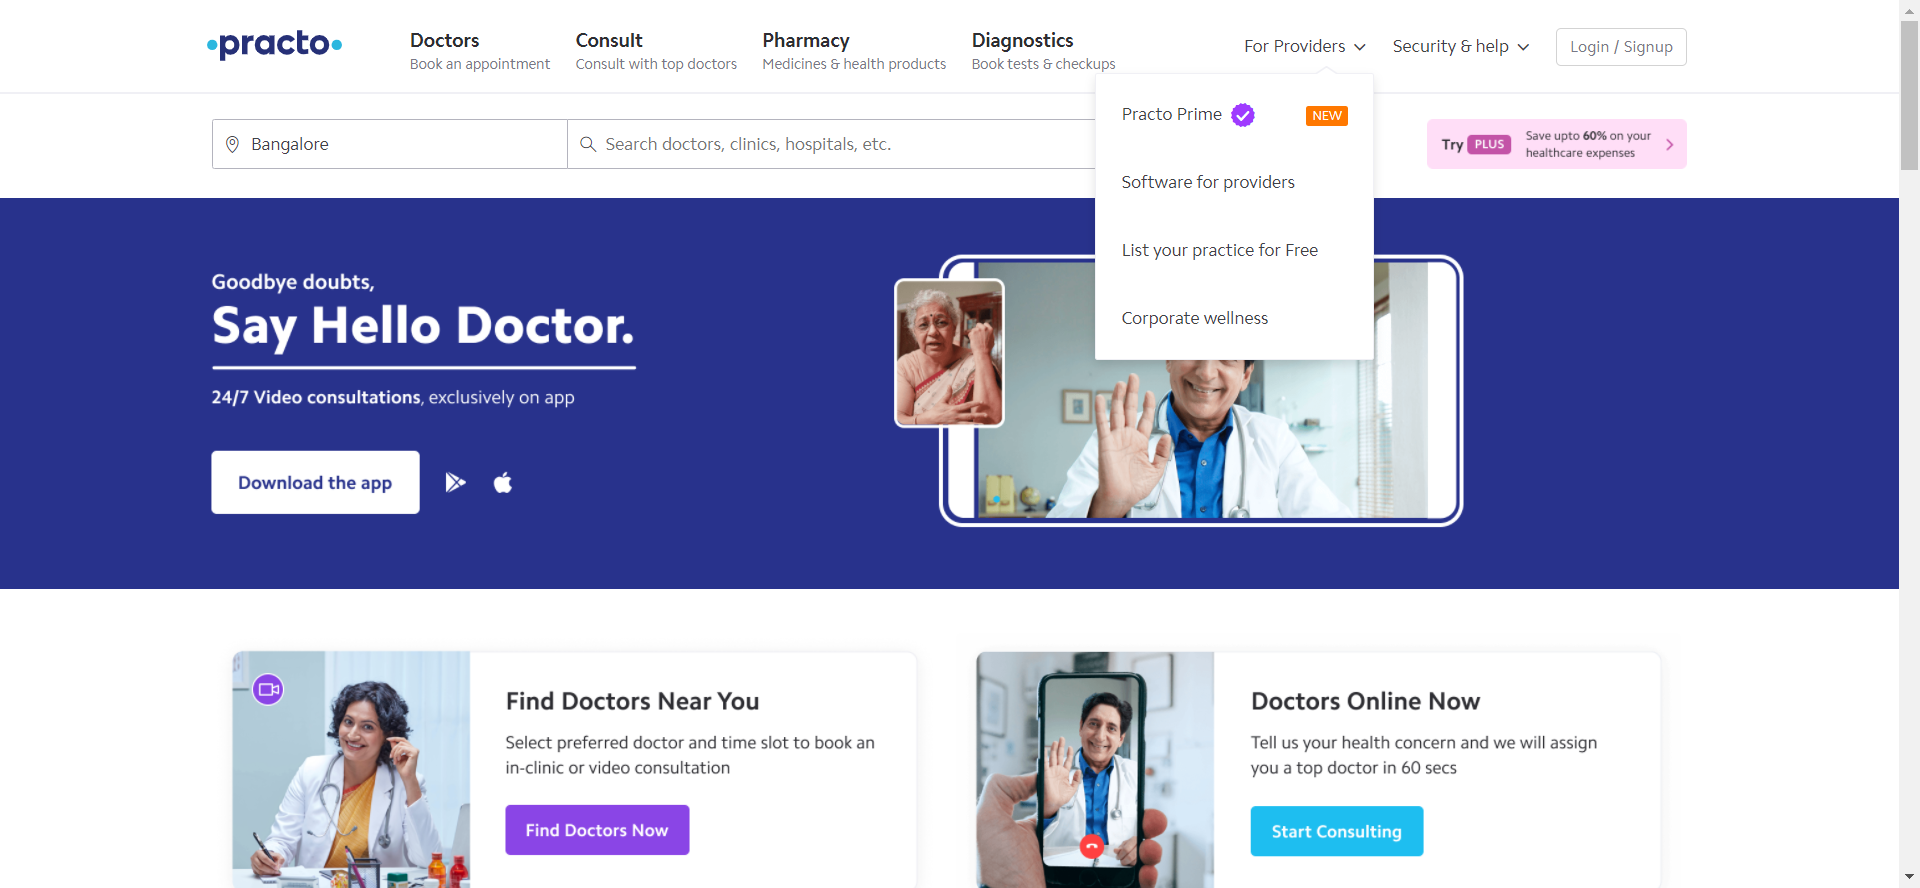 practo
Doctors
Book an appointment
Consult
Consult with top doctors
Pharmacy
Medicines & health products
Diagnostics
Book tests & checkups
For Providers
Security & help
Login / Signup
Practo Prime
NEW
Software for providers
List your practice for Free
Corporate wellness
Bangalore
Search doctors, clinics, hospitals, etc.
Try PLUS
Save upto 60% on your
healthcare expenses
Goodbye doubts,
Say Hello Doctor.
24/7 Video consultations, exclusively on app
Download the app
Find Doctors Near You
Select preferred doctor and time slot to book an
in-clinic or video consultation
Find Doctors Now
Doctors Online Now
Tell us your health concern and we will assign
you a top doctor in 60 secs
Start Consulting